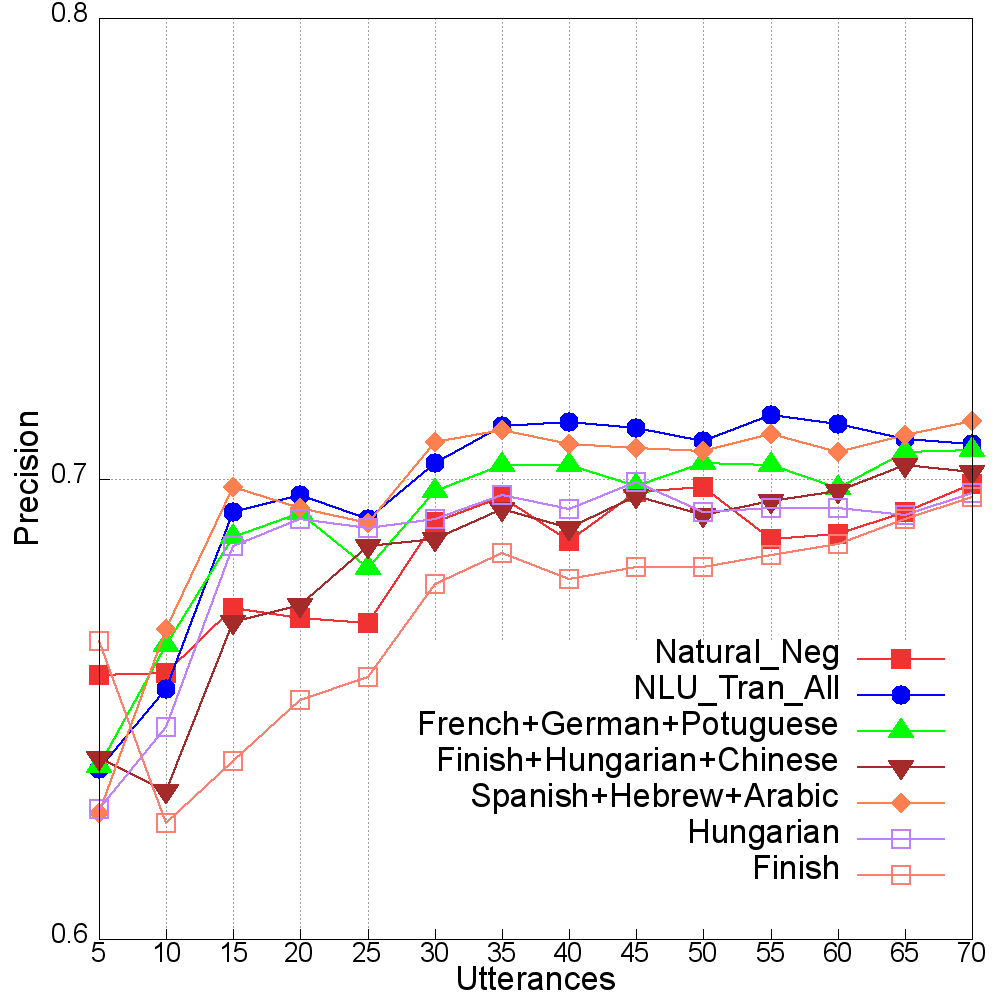 0.8
0.7
0.6
Precision
Natural_Neg
NLU_Tran_All
French+German+Potuguese
Finish+Hungarian+Chinese
Spanish+Hebrew+Arabic
Hungarian
Finish
5 10 15 20 25 30 35 40 45 50 55 60 65 70
Utterances